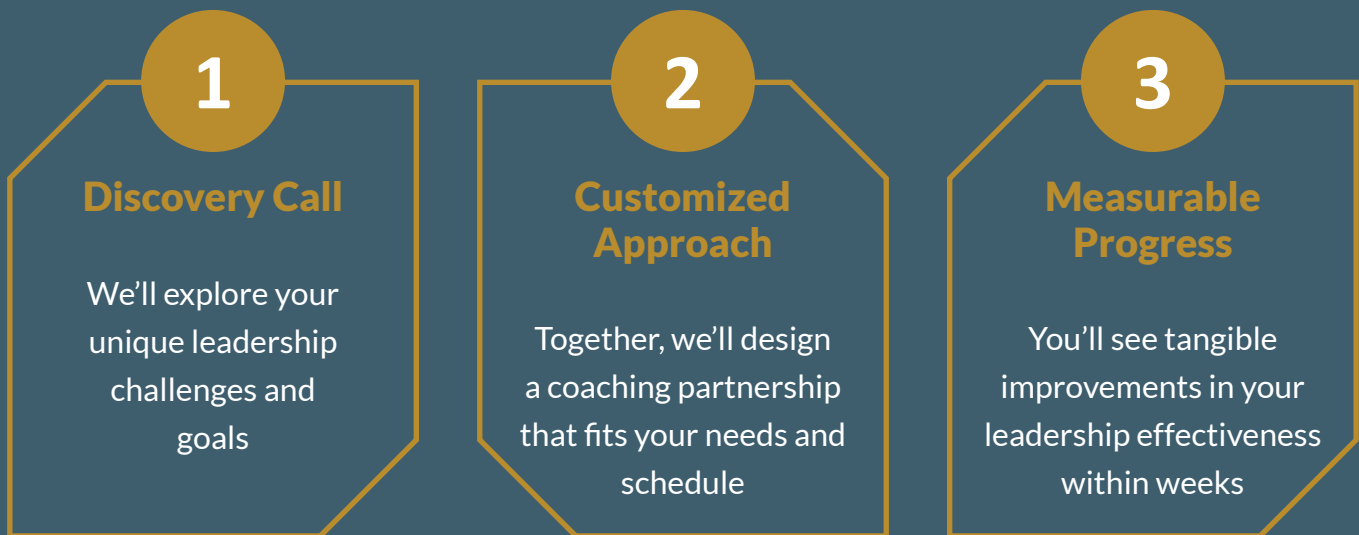 1
Discovery Call
We’ll explore your
unique leadership
challenges and
goals
2
Customized
Approach
Together, we’ll design
a coaching partnership
that fits your needs and
schedule
3
Measurable
Progress
You’ll see tangible
improvements in your
leadership effectiveness
within weeks